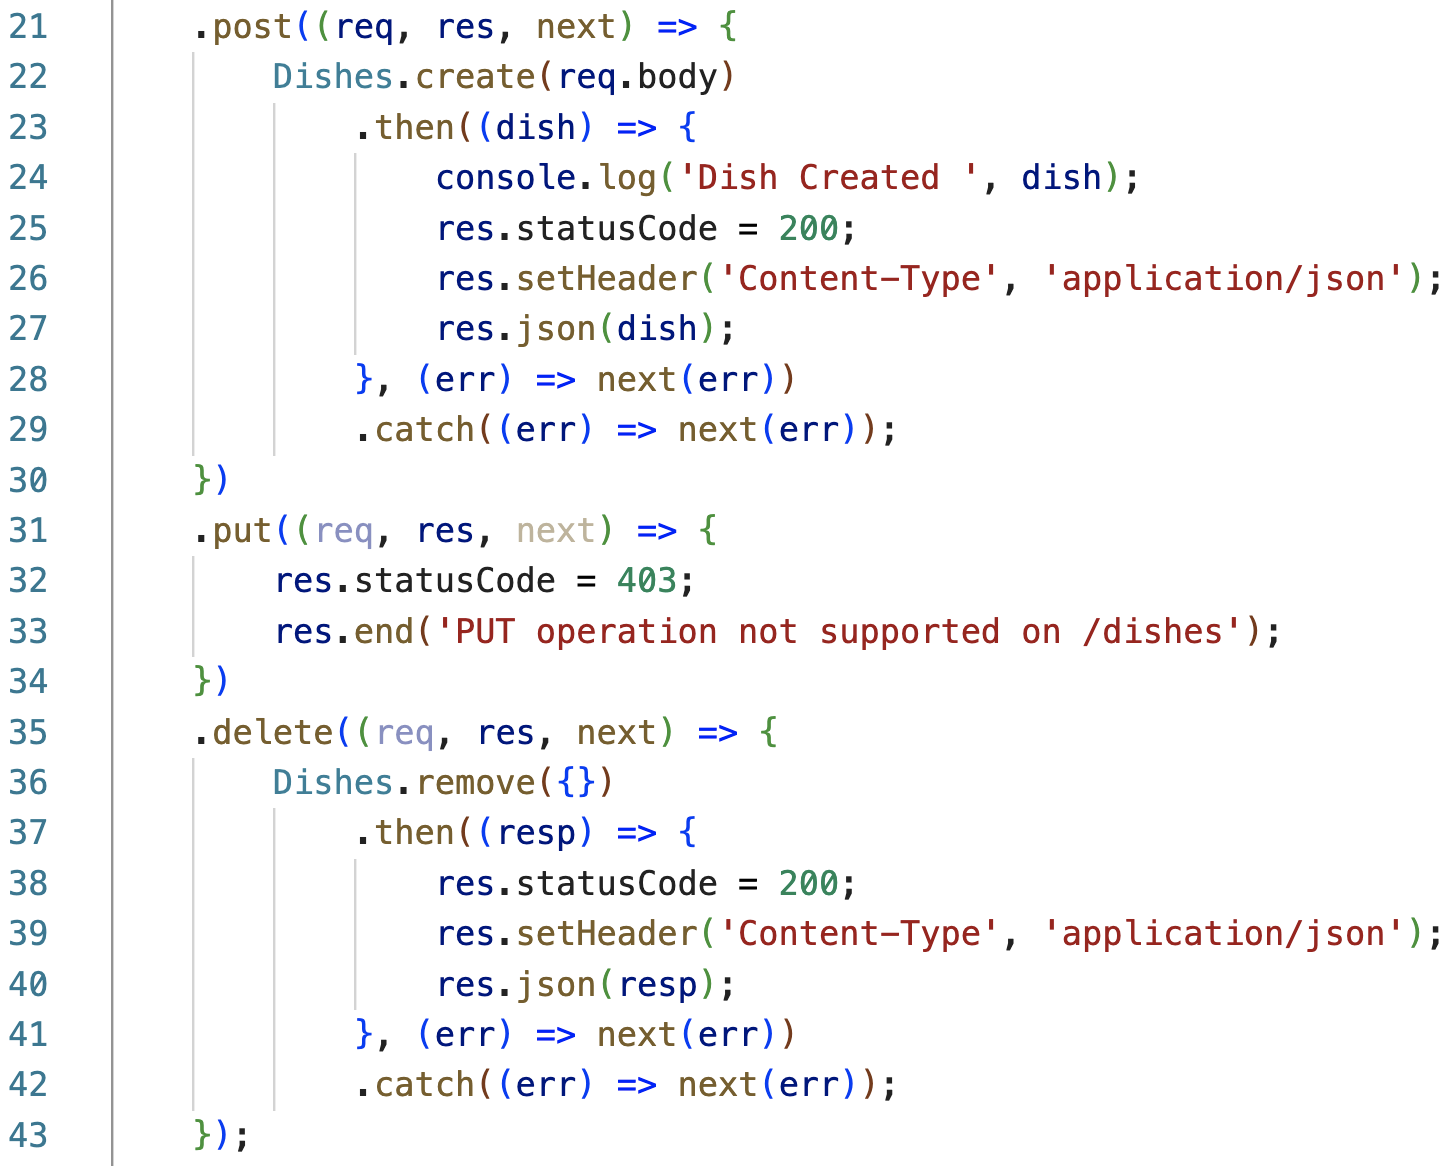 21 .post((req, res, next) => {
22 Dishes.create(req.body)
23 .then((dish) => {
24 console.log('Dish Created ', dish);
25 res.statusCode = 200;
26 res.setHeader('Content-Type', 'application/json');
27 res.json(dish);
28 }, (err) => next(err))
29 .catch((err) => next(err));
30 })
31 .put((req, res, next) => {
32 res.statusCode = 403;
33 res.end('PUT operation not supported on /dishes');
34 })
35 .delete((req, res, next) => {
36 Dishes.remove({})
37 .then((resp) => {
38 res.statusCode = 200;
39 res.setHeader('Content-Type', 'application/json');
40 res.json(resp);
41 }, (err) => next(err))
42 .catch((err) => next(err));
43 });